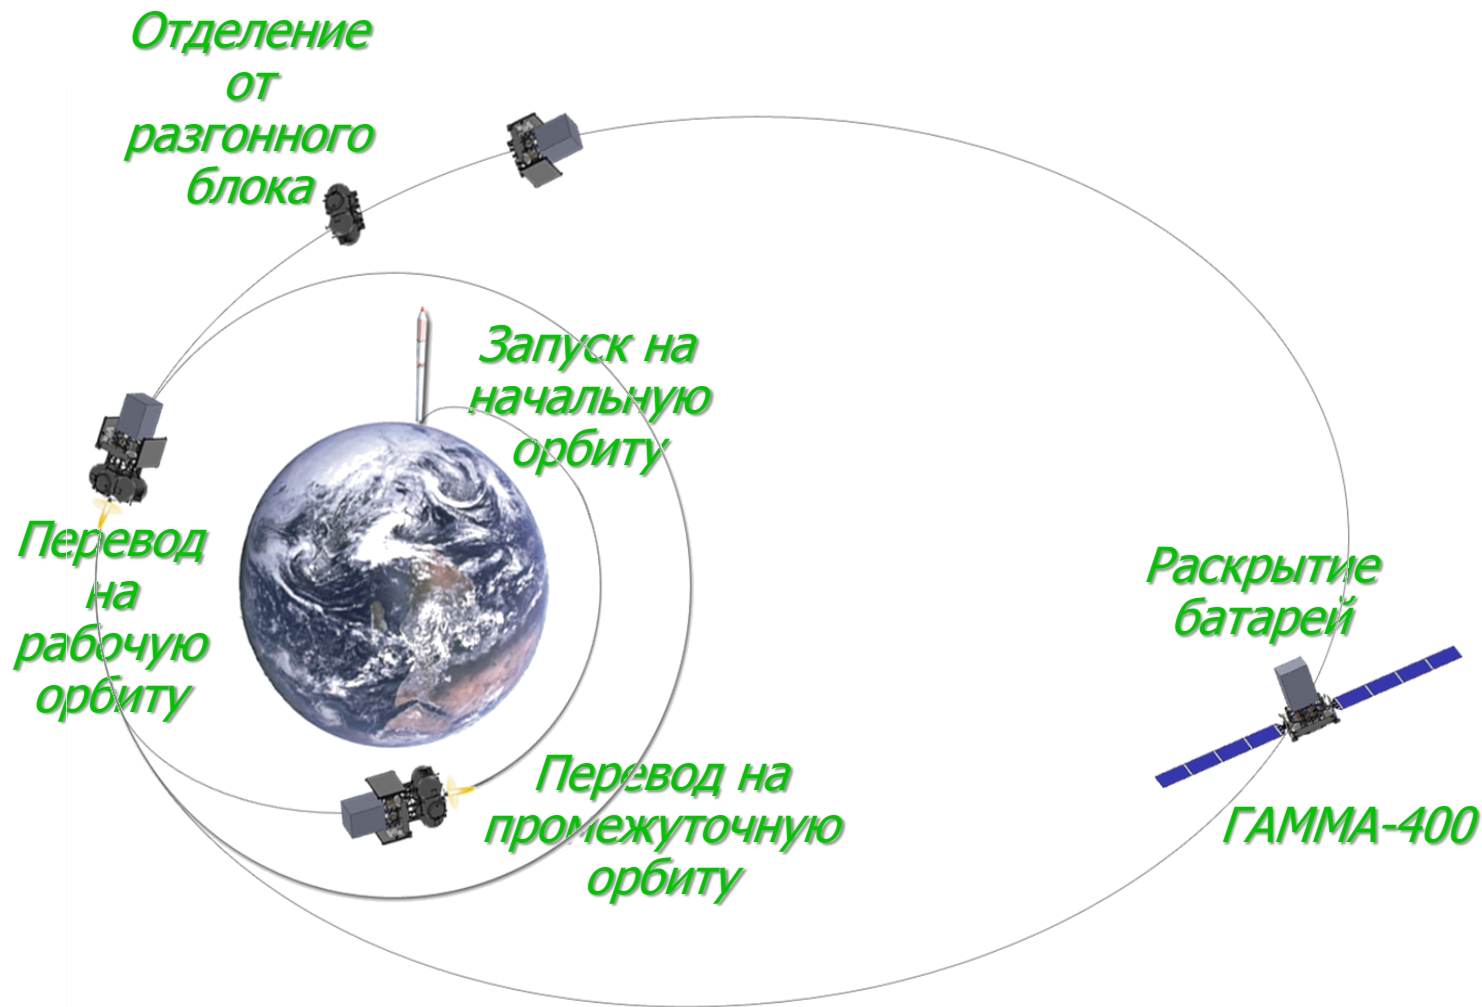 Отделение
от
разгонного
блока
Запуск на
начальную
орбиту
Перевод
на
рабочую
орбиту
Раскрытие
батарей
Перевод на
промежуточную
орбиту
ГАММА-400